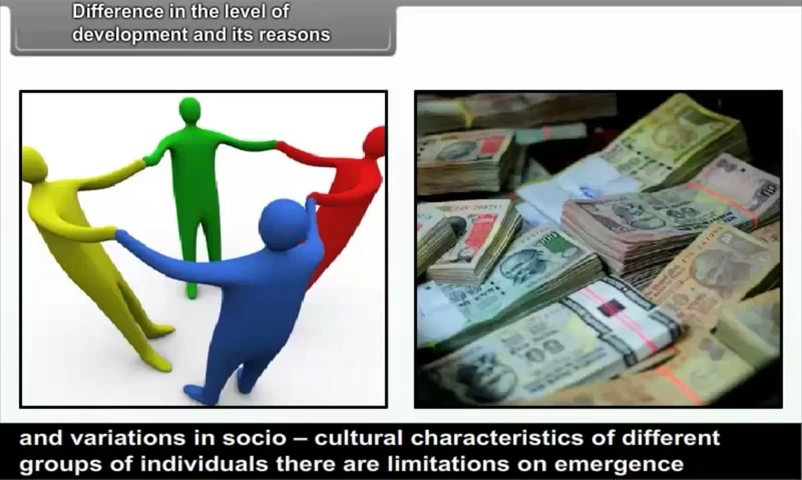 Difference in the level of
development and its reasons
and variations in socio – cultural characteristics of different
groups of individuals there are limitations on emergence